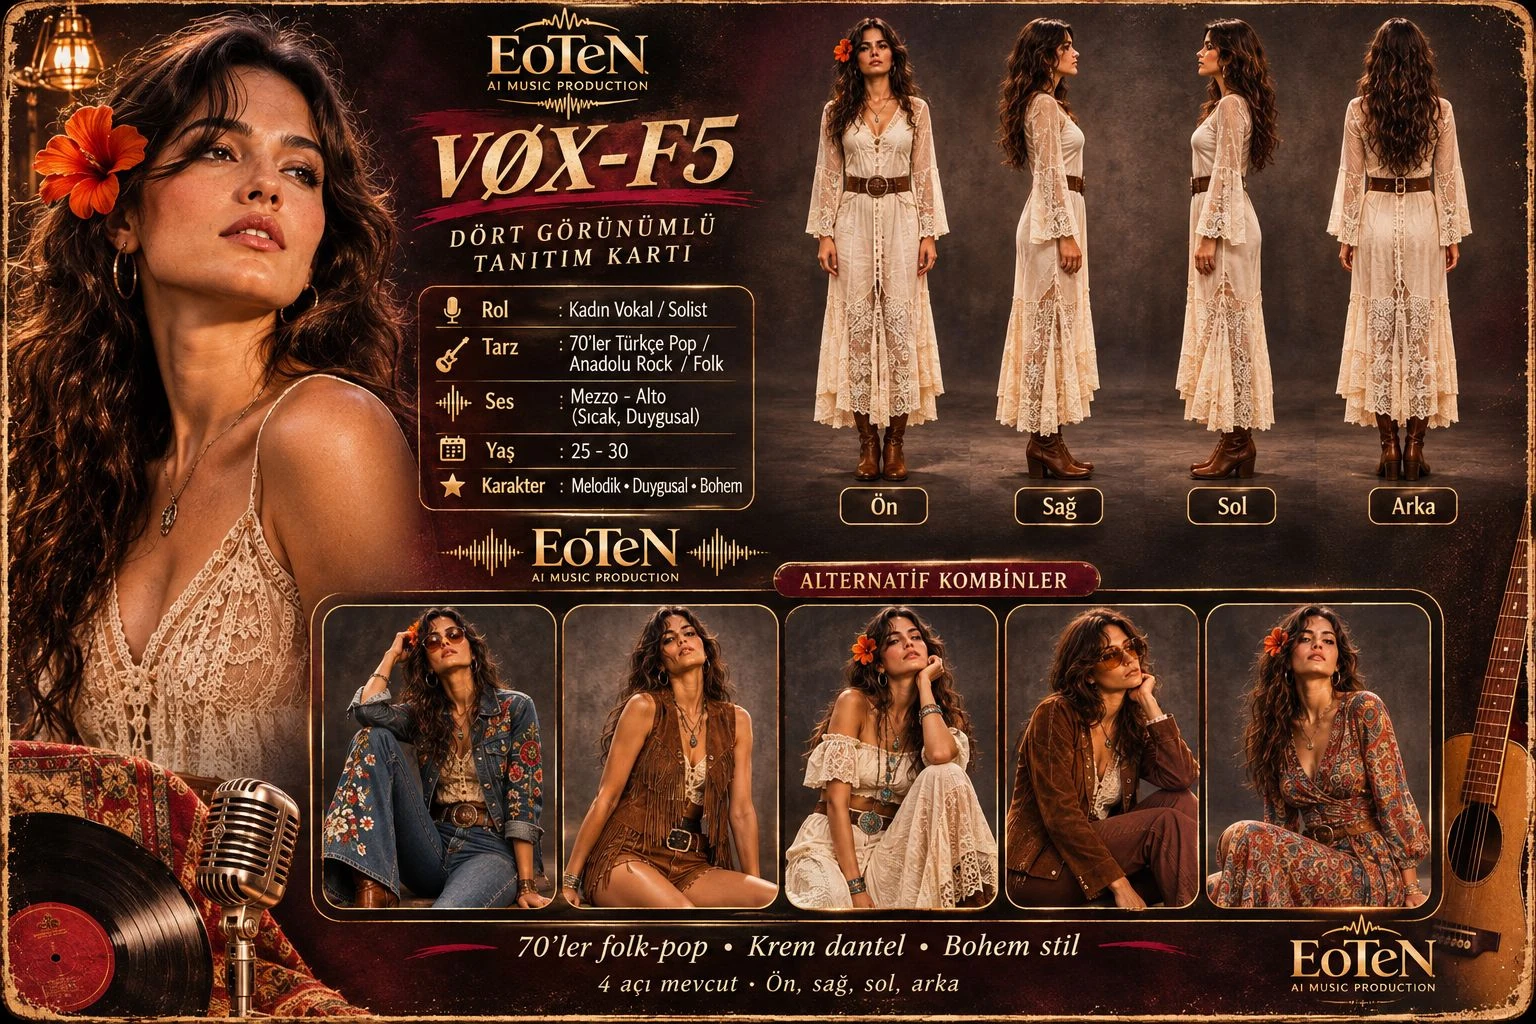 EoTeN
AI MUSIC PRODUCTION
VØX-F5
DÖRT GÖRÜNÜMLÜ
TANITIM KARTI
Rol : Kadın Vokal / Solist
Tarz : 70'ler Türkçe Pop /
Anadolu Rock / Folk
Ses : Mezzo - Alto
(Sıcak, Duygusal)
Yaş : 25 - 30
Karakter : Melodik • Duygusal • Bohem
EoTeN
AI MUSIC PRODUCTION
Ön
Sağ
Sol
Arka
ALTERNATİF KOMBİNLER
70'ler folk-pop • Krem dantel • Bohem stil
4 açı mevcut • Ön, sağ, sol, arka
EoTeN
AI MUSIC PRODUCTION